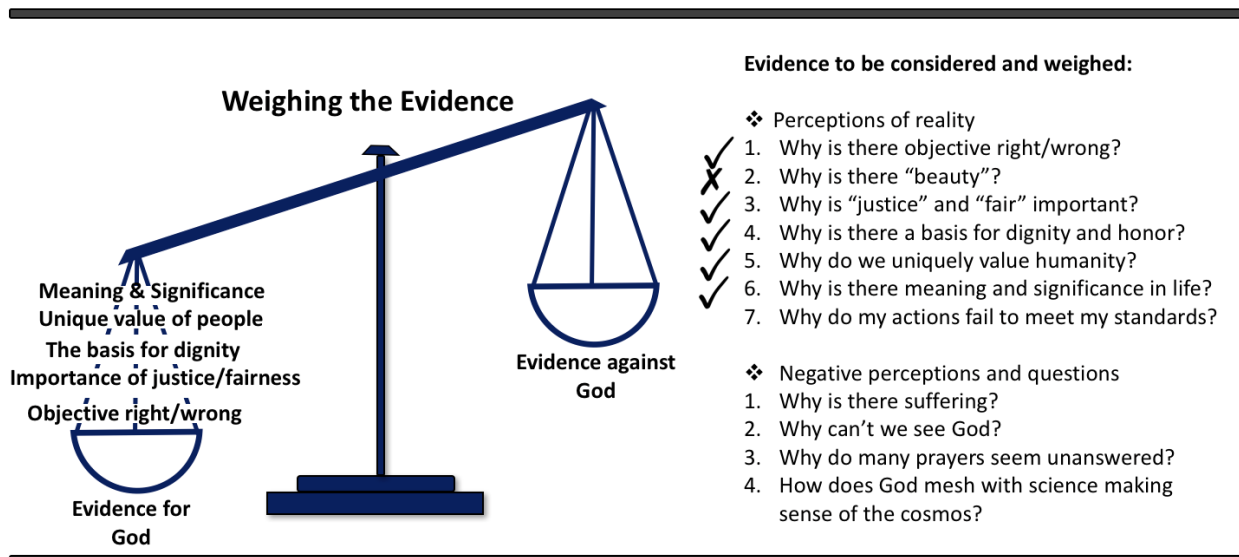 Weighing the Evidence
Meaning & Significance
Unique value of people
The basis for dignity
Importance of justice/fairness
Objective right/wrong
Evidence for
God
Evidence against
God
Evidence to be considered and weighed:
❖ Perceptions of reality
1. Why is there objective right/wrong?
2. Why is there “beauty”?
3. Why is “justice” and “fair” important?
4. Why is there a basis for dignity and honor?
5. Why do we uniquely value humanity?
6. Why is there meaning and significance in life?
7. Why do my actions fail to meet my standards?
❖ Negative perceptions and questions
1. Why is there suffering?
2. Why can’t we see God?
3. Why do many prayers seem unanswered?
4. How does God mesh with science making
sense of the cosmos?